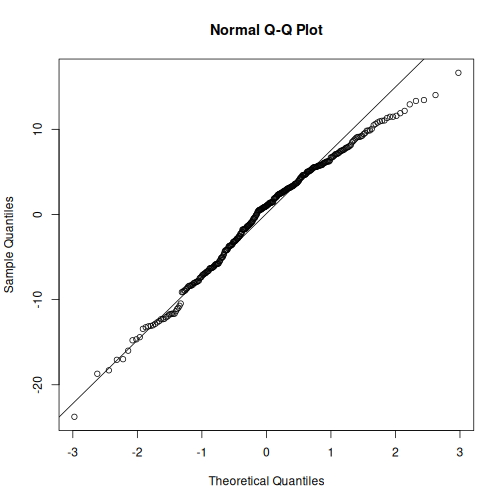 Normal Q-Q Plot
Sample Quantiles
10
0
-10
-20
-3 -2 -1 0 1 2 3
Theoretical Quantiles